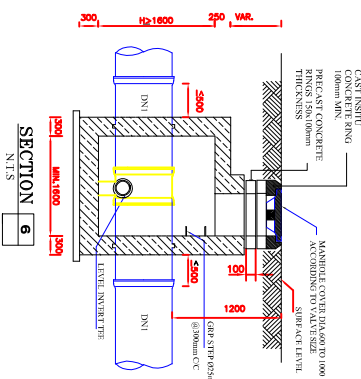 300
H≥1600
250
VAR.
CAST INSITU
CONCRETE RING
100mm MIN.
PRECAST CONCRETE
RINGS 150x100mm
THICKNESS
DN1
≤500
300
MIN.1600
300
≤500
100
1200
MANHOLE COVER DIA.600 TO 1000
ACCORDING TO VALVE SIZE
SURFACE LEVEL
GRP STEP
@300mm C/C
LEVEL INVERT TEE
DN1
SECTION 6
N.T.S